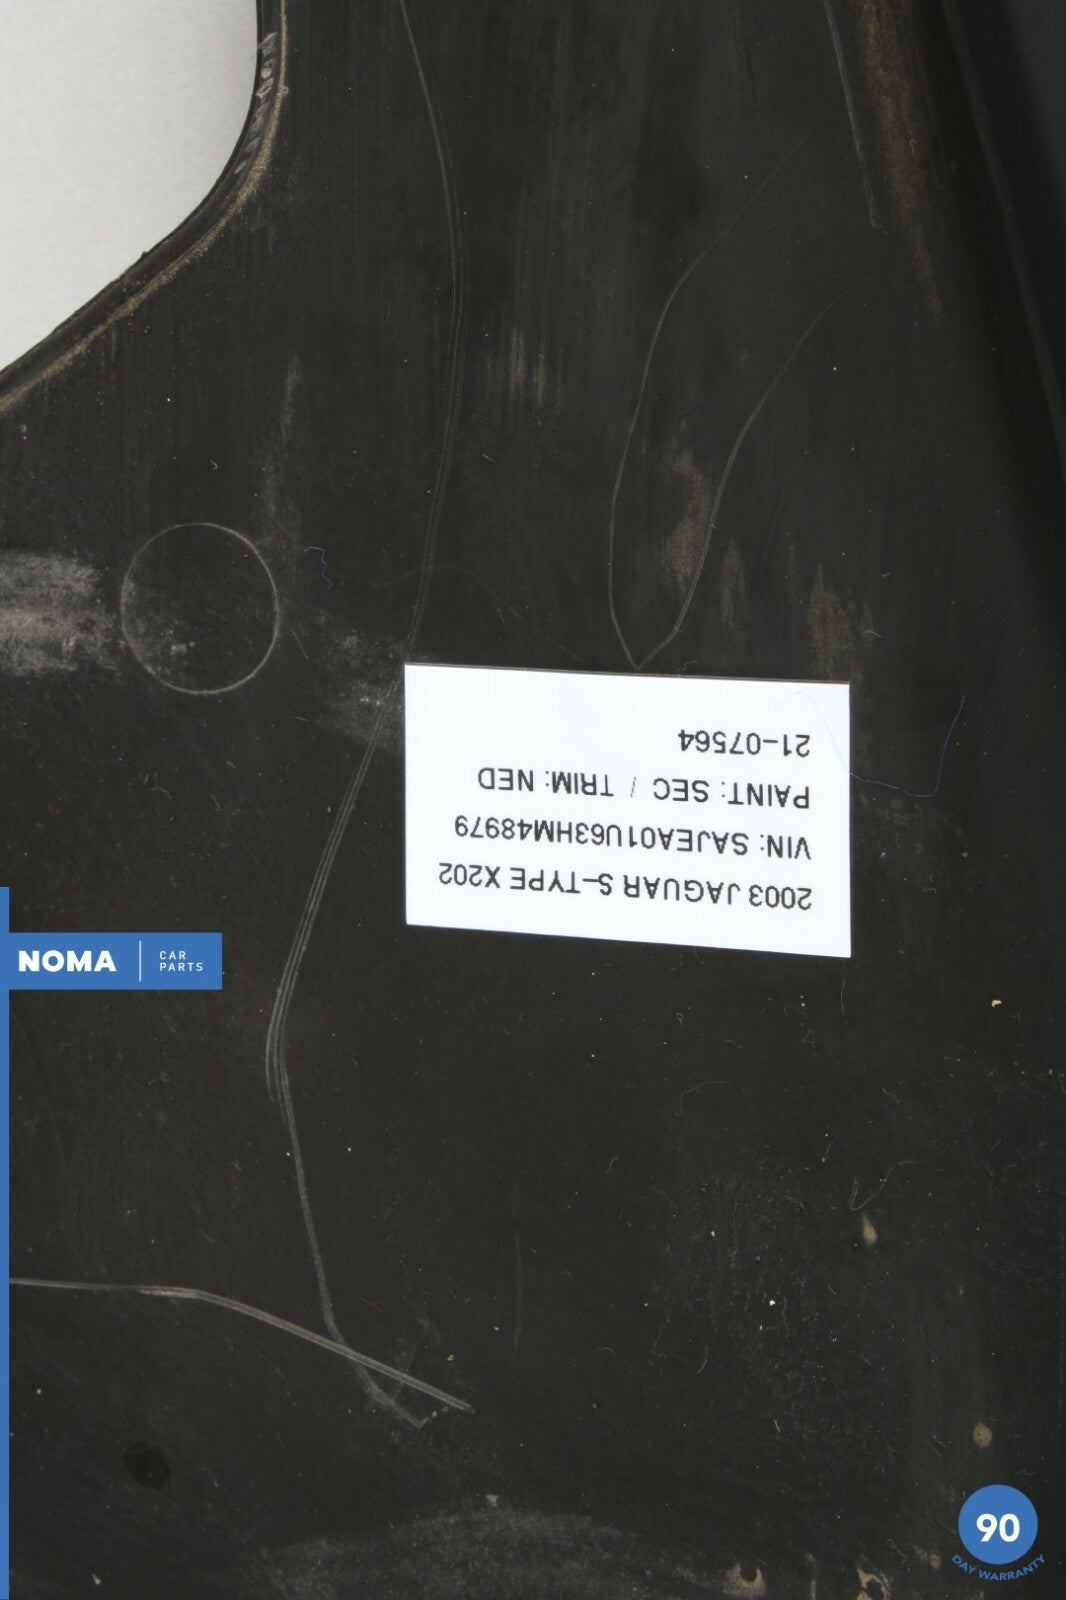 2003 JAGUAR S-TYPE X202
VIN: SAJEA01U63HM48979
PAINT: SEC / TRIM: NED
21-07564
NOMA
CAR
PARTS
90
DAY WARRANTY